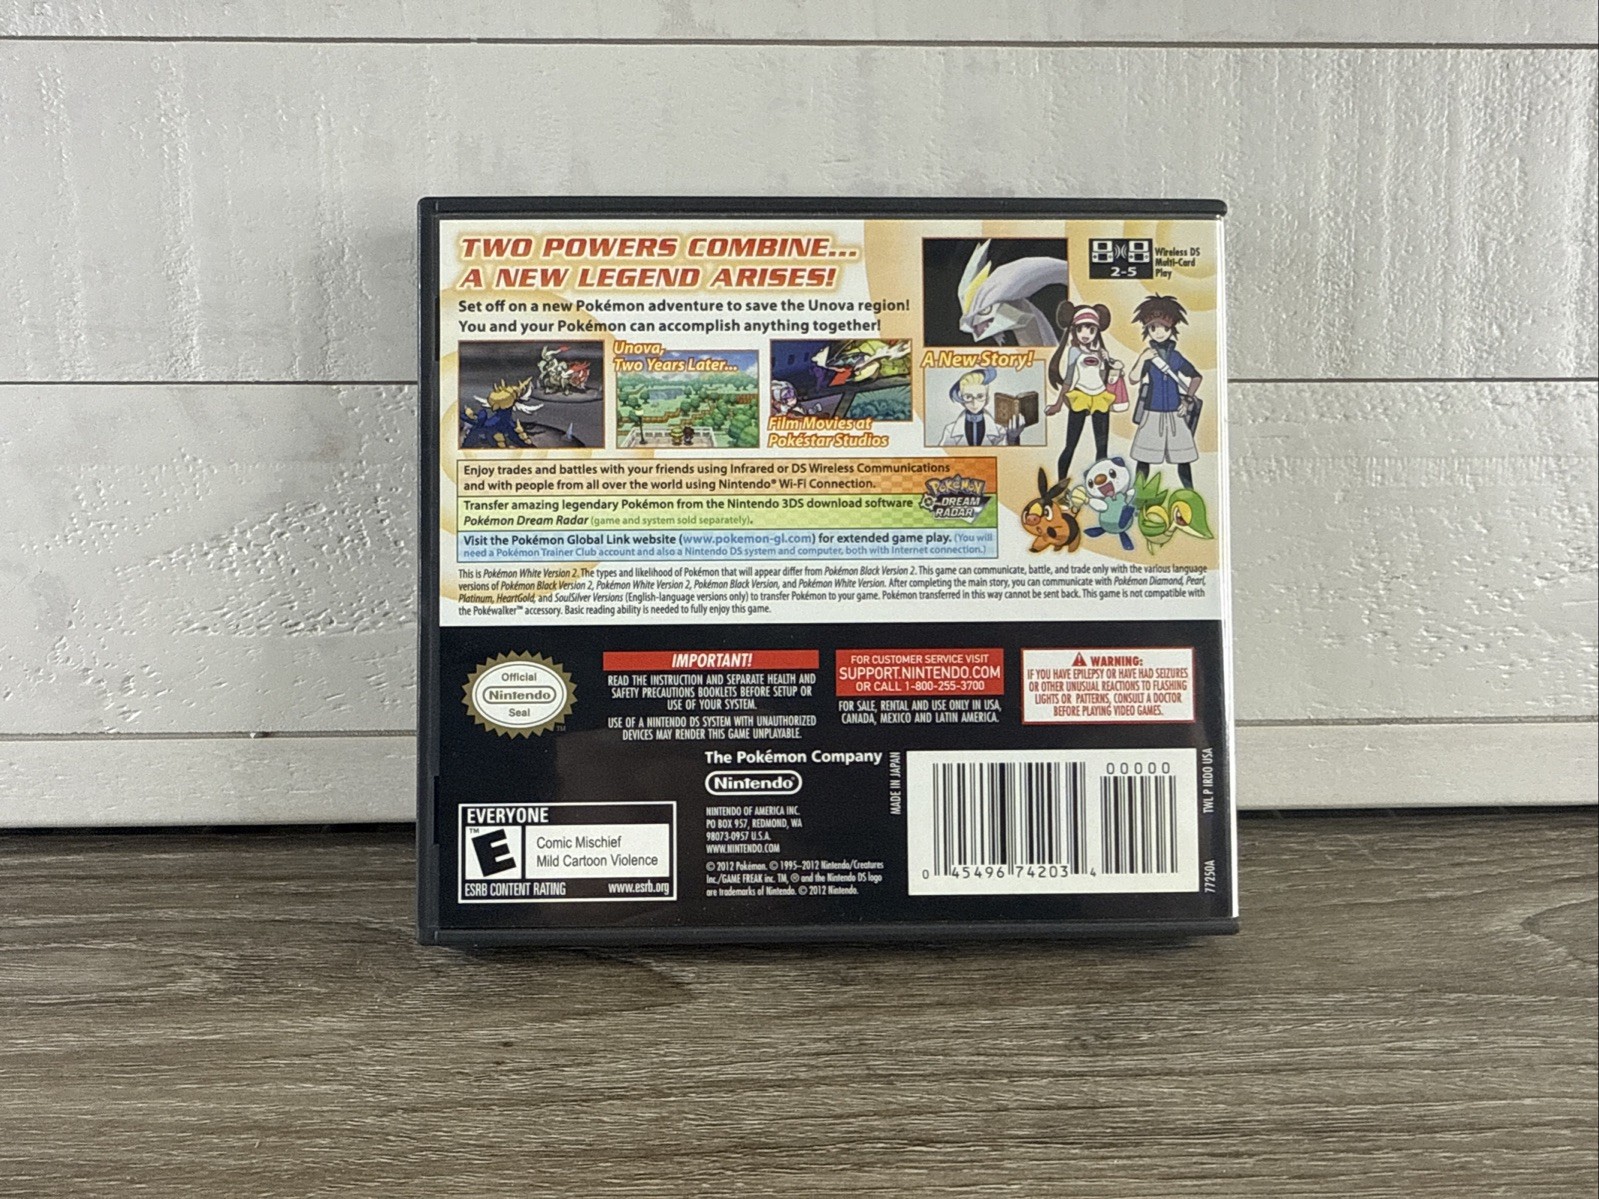 TWO POWERS COMBINE...
A NEW LEGEND ARISES!
Set off on a new Pokémon adventure to save the Unova region!
You and your Pokémon can accomplish anything together!
2-5
Wireless DS
Multi-Card
Play
Unova,
Two Years Later...
Film Movies at
Pokéstar Studios
A New Story!
Enjoy trades and battles with your friends using Infrared or DS Wireless Communications
and with people from all over the world using Nintendo® Wi-Fi Connection.
Transfer amazing legendary Pokémon from the Nintendo 3DS download software
Pokémon Dream Radar (game and system sold separately).
POKÉMON
DREAM
RADAR
Visit the Pokémon Global Link website (www.pokemon-gl.com) for extended game play. (You will
need a Pokémon Trainer Club account and also a Nintendo DS system and computer, both with Internet connection.)
This is Pokémon White Version 2. The types and likelihood of Pokémon that will appear differ from Pokémon Black Version 2. This game can communicate, battle, and trade only with the various language
versions of Pokémon Black Version 2, Pokémon White Version 2, Pokémon Black Version, and Pokémon White Version. After completing the main story, you can communicate with Pokémon Diamond, Pearl,
Platinum, HeartGold, and SoulSilver Versions (English-language versions only) to transfer Pokémon to your game. Pokémon transferred in this way cannot be sent back. This game is not compatible with
the Pokéwalker™ accessory. Basic reading ability is needed to fully enjoy this game.
Official
Nintendo
Seal
TM
IMPORTANT!
READ THE INSTRUCTION AND SEPARATE HEALTH AND
SAFETY PRECAUTIONS BOOKLETS BEFORE SETUP OR
USE OF YOUR SYSTEM.
USE OF A NINTENDO DS SYSTEM WITH UNAUTHORIZED
DEVICES MAY RENDER THIS GAME UNPLAYABLE.
FOR CUSTOMER SERVICE VISIT
SUPPORT.NINTENDO.COM
OR CALL 1-800-255-3700
FOR SALE, RENTAL AND USE ONLY IN USA,
CANADA, MEXICO AND LATIN AMERICA.
WARNING:
IF YOU HAVE EPILEPSY OR HAVE HAD SEIZURES
OR OTHER UNUSUAL REACTIONS TO FLASHING
LIGHTS OR PATTERNS, CONSULT A DOCTOR
BEFORE PLAYING VIDEO GAMES.
The Pokémon Company
Nintendo®
NINTENDO OF AMERICA INC.
PO BOX 957, REDMOND, WA
98073-0957 U.S.A.
WWW.NINTENDO.COM
© 2012 Pokémon. © 1995–2012 Nintendo/Creatures
Inc./GAME FREAK inc. TM, ® and the Nintendo DS logo
are trademarks of Nintendo. © 2012 Nintendo.
EVERYONE
TM
E
Comic Mischief
Mild Cartoon Violence
ESRB CONTENT RATING
www.esrb.org
MADE IN JAPAN
00000
0 45496 74203 4
TWL P IRDO USA
77250A